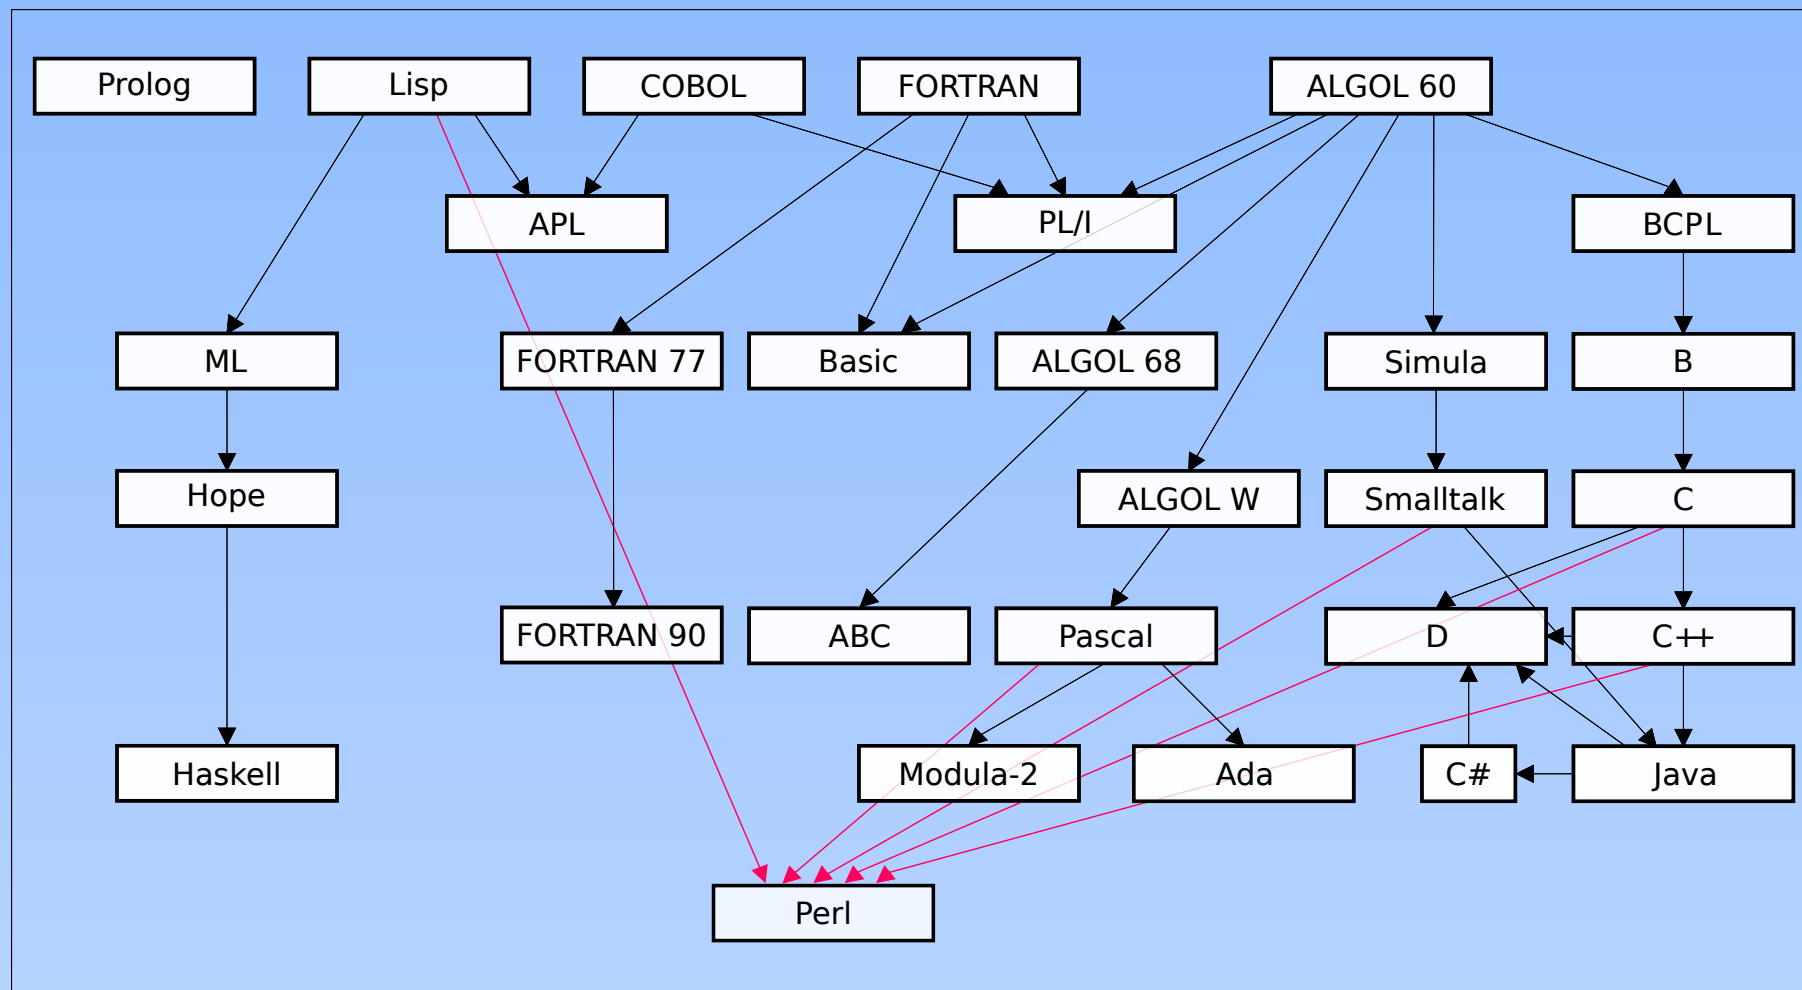 Prolog
Lisp
COBOL
FORTRAN
ALGOL 60
APL
PL/I
BCPL
ML
FORTRAN 77
Basic
ALGOL 68
Simula
B
Hope
ALGOL W
Smalltalk
C
FORTRAN 90
ABC
Pascal
D
C++
Haskell
Modula-2
Ada
C#
Java
Perl